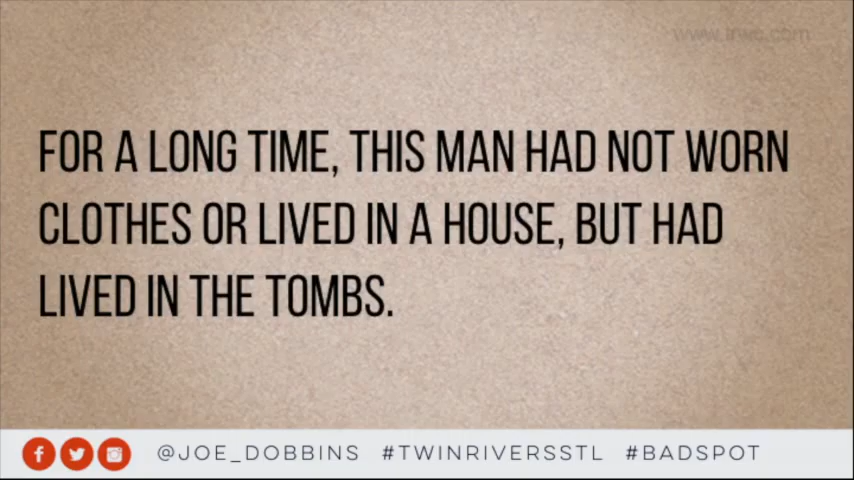 FOR A LONG TIME, THIS MAN HAD NOT WORN
CLOTHES OR LIVED IN A HOUSE, BUT HAD
LIVED IN THE TOMBS.
@JOE_DOBBINS #TWINRIVERSSTL #BADSPOT